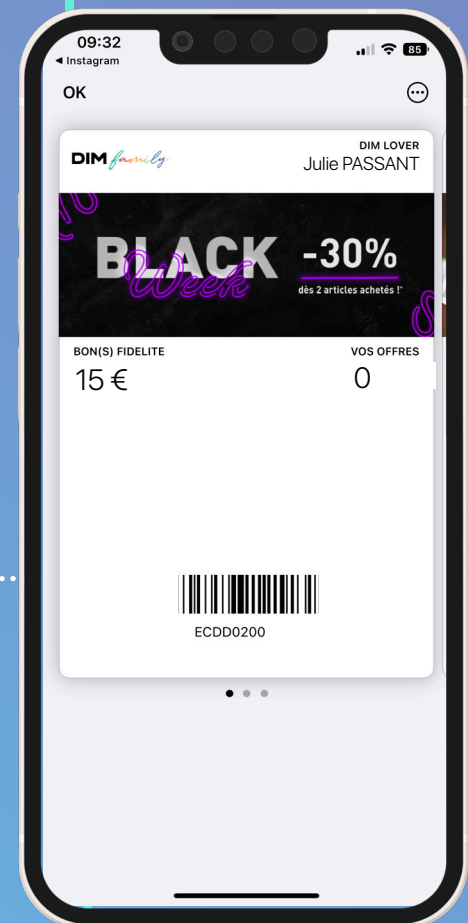 09:32
85
◀ Instagram
OK
DIM family
DIM LOVER
Julie PASSANT
BLACK
Week
-30%
dès 2 articles achetés !*
BON(S) FIDELITE
VOS OFFRES
15 €
0
ECDD0200